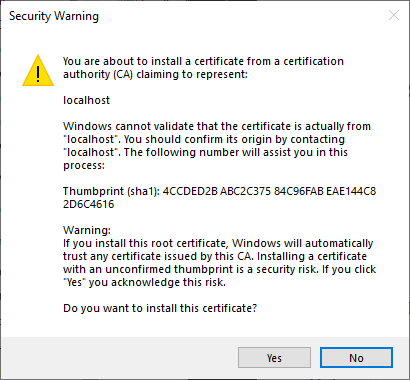 Security Warning
You are about to install a certificate from a certification
authority (CA) claiming to represent:
localhost
Windows cannot validate that the certificate is actually from
"localhost". You should confirm its origin by contacting
"localhost". The following number will assist you in this
process:
Thumbprint (sha1): 4CCDED2B ABC2C375 84C96FAB EAE144C8
2D6C4616
Warning:
If you install this root certificate, Windows will automatically
trust any certificate issued by this CA. Installing a certificate
with an unconfirmed thumbprint is a security risk. If you click
"Yes" you acknowledge this risk.
Do you want to install this certificate?
Yes
No